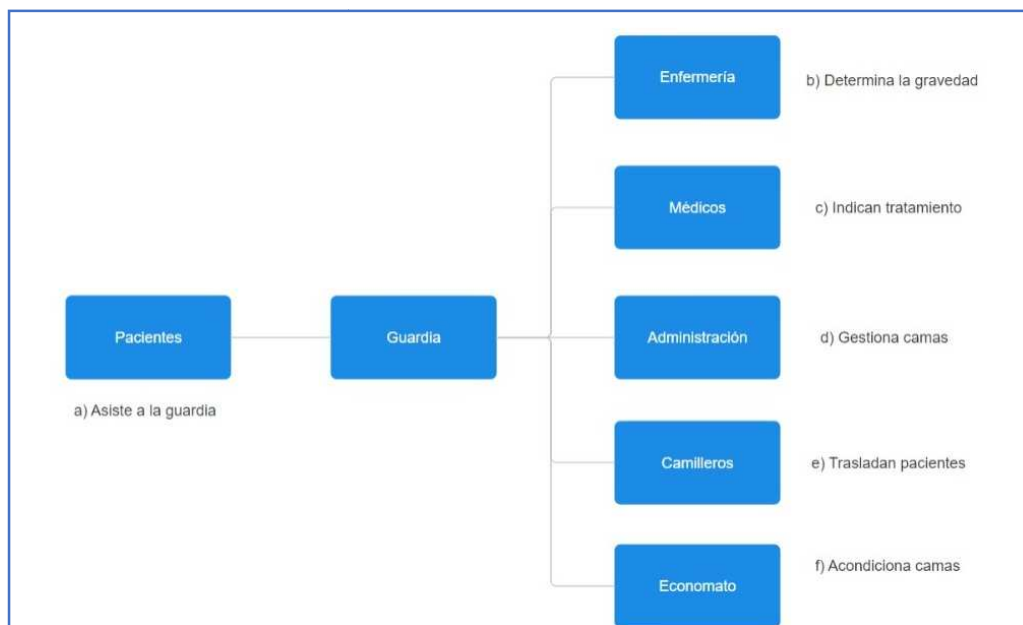 Enfermería
b) Determina la gravedad
Médicos
c) Indican tratamiento
Pacientes
Guardia
Administración
d) Gestiona camas
a) Asiste a la guardia
Camilleros
e) Trasladan pacientes
f) Acondiciona camas
Economato